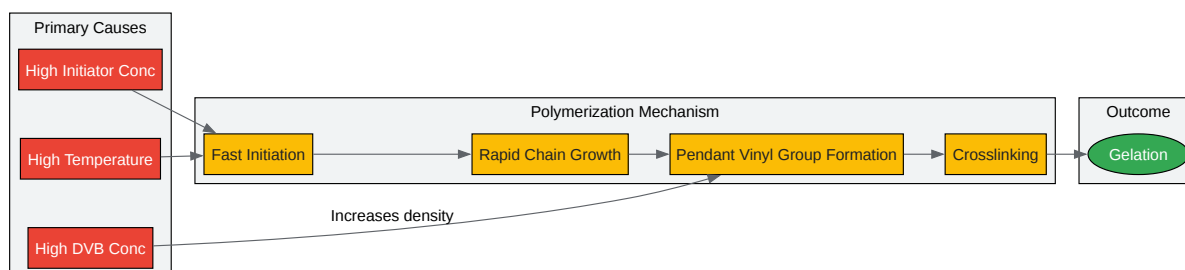 Primary Causes
High Initiator Conc
High Temperature
High DVB Conc
Polymerization Mechanism
Fast Initiation
Rapid Chain Growth
Pendant Vinyl Group Formation
Crosslinking
Increases density
Outcome
Gelation